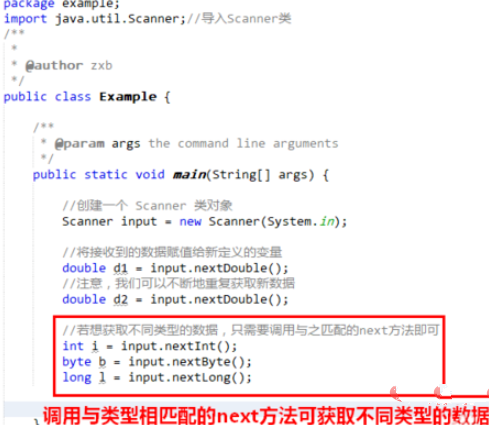 package example;
import java.util.Scanner;//导入Scanner类
/**
 *
 * @author zxb
 */
public class Example {
/**
 * @param args the command line arguments
 */
public static void main(String[] args) {
//创建一个 Scanner 类对象
Scanner input = new Scanner(System.in);
//将接收到的数据赋值给新定义的变量
double d1 = input.nextDouble();
//注意，我们可以不断地重复获取新数据
double d2 = input.nextDouble();
//若想获取不同类型的数据，只需要调用与之匹配的next方法即可
int i = input.nextInt();
byte b = input.nextByte();
long l = input.nextLong();
调用与类型相匹配的next方法可获取不同类型的数据
}